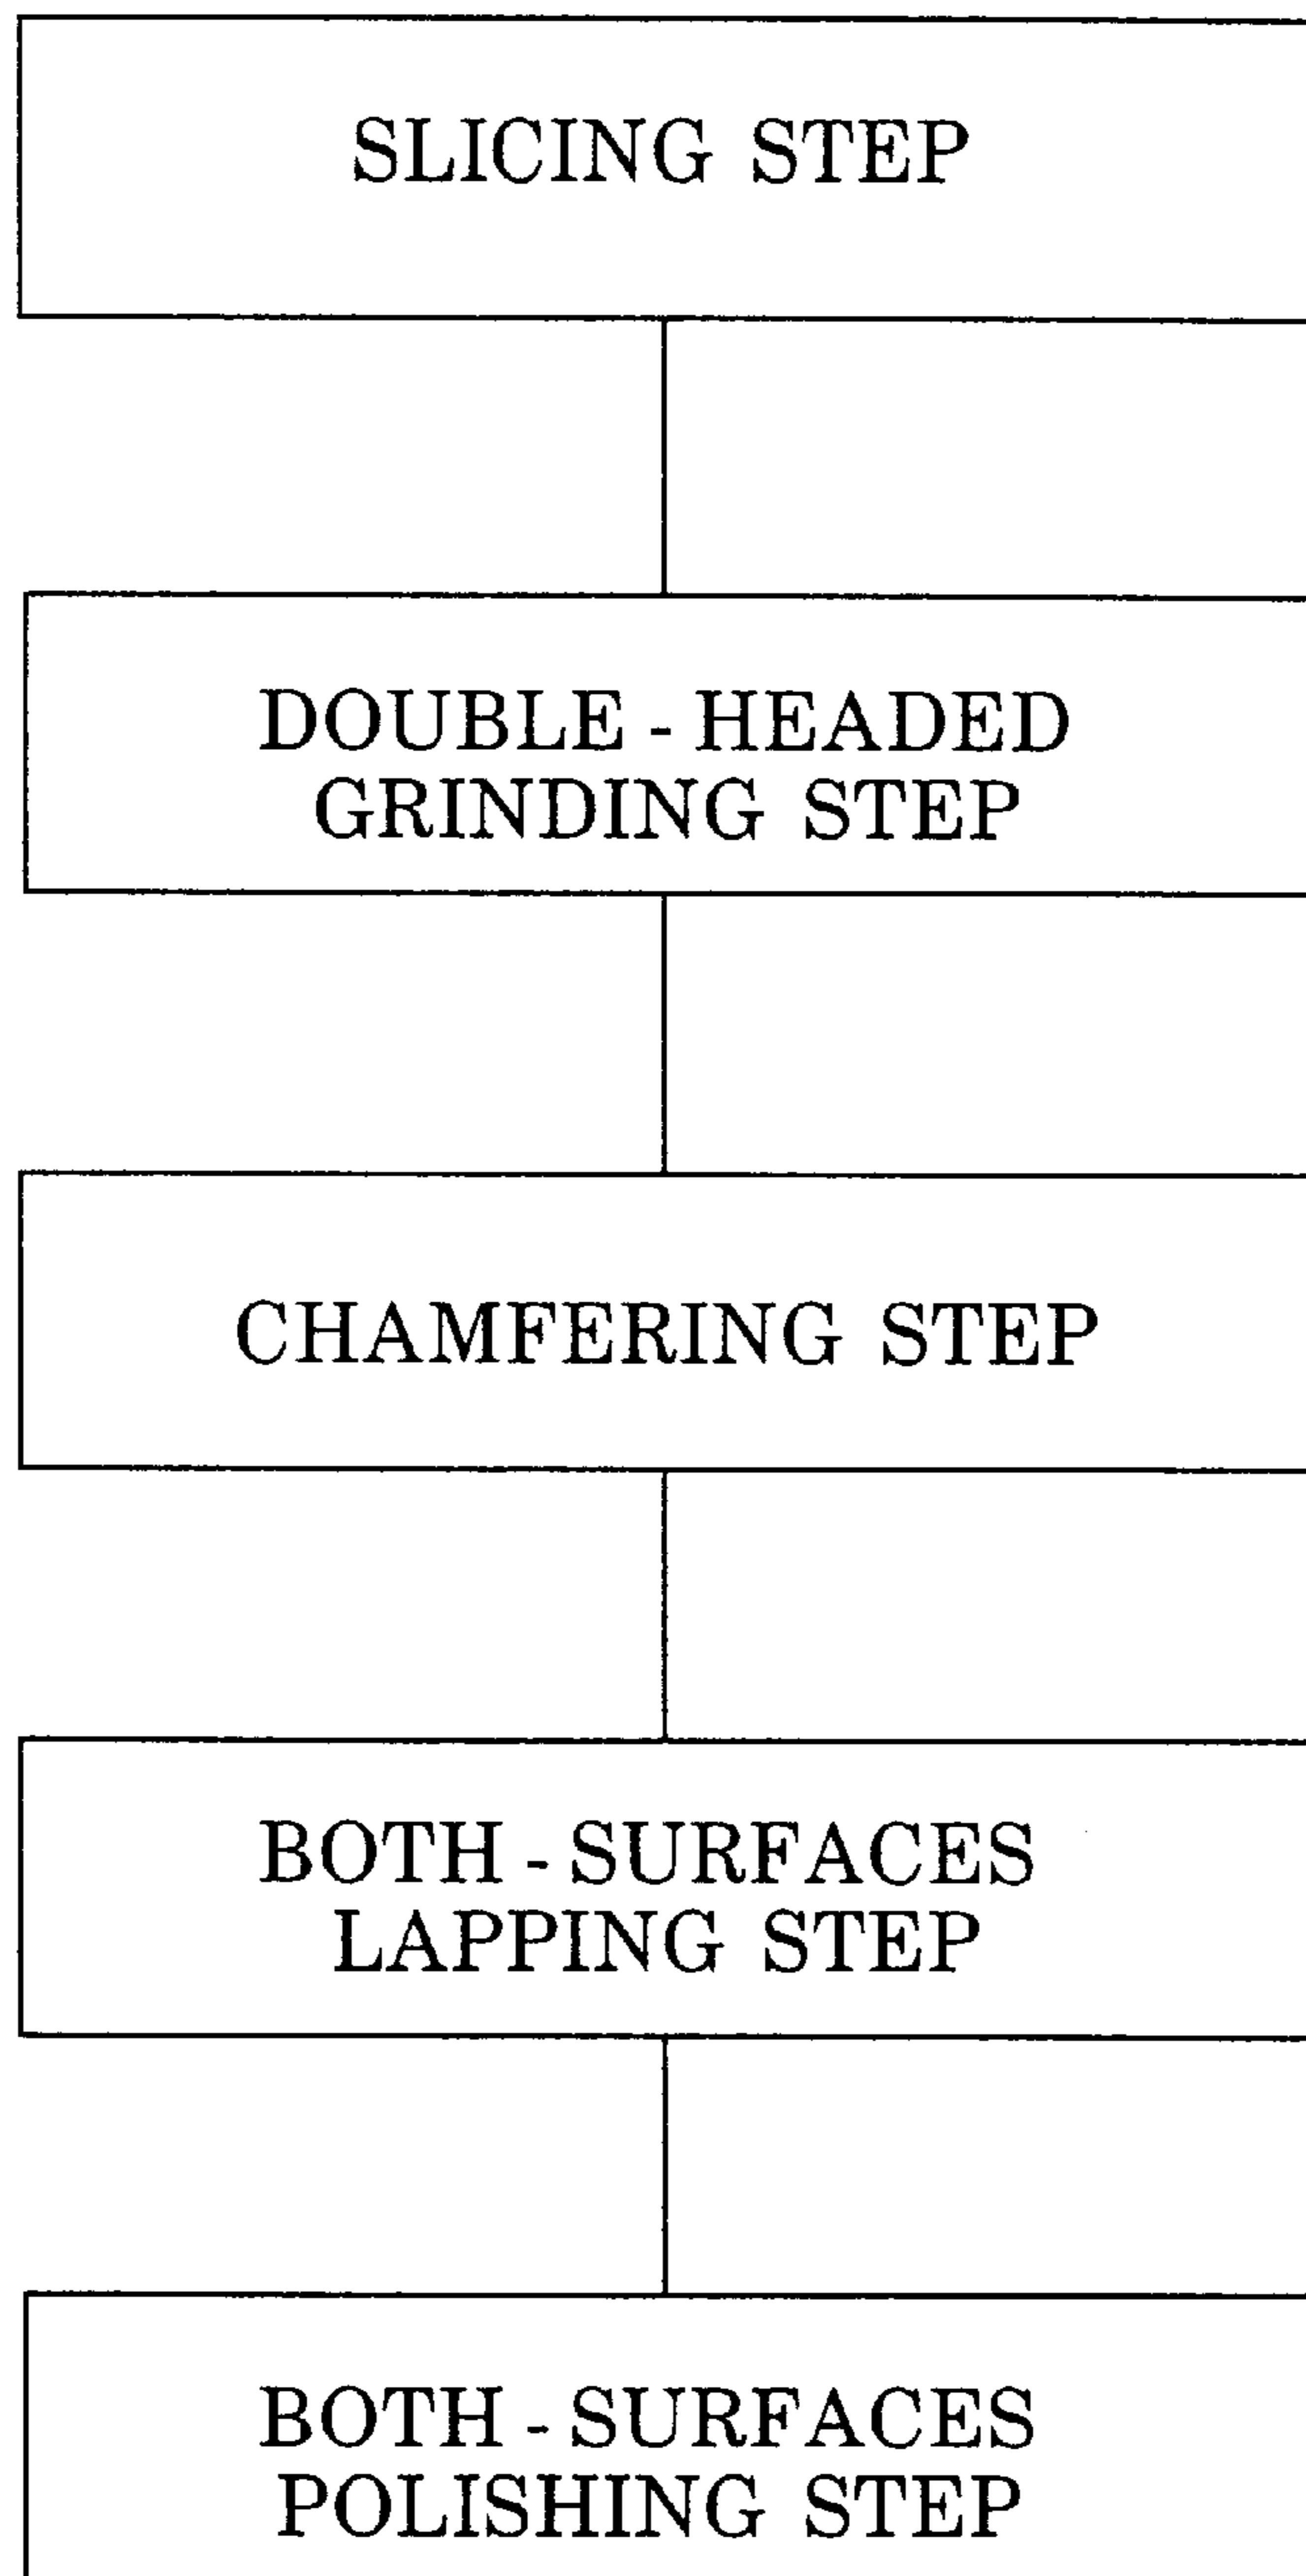 SLICING STEP
DOUBLE - HEADED
GRINDING STEP
CHAMFERING STEP
BOTH - SURFACES
LAPPING STEP
BOTH - SURFACES
POLISHING STEP